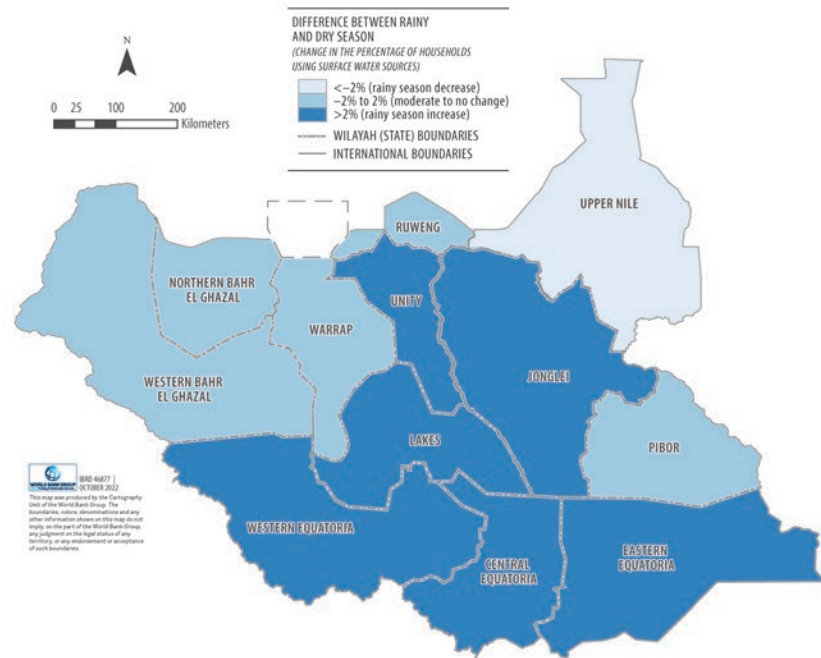 DIFFERENCE BETWEEN RAINY
AND DRY SEASON
(CHANGE IN THE PERCENTAGE OF HOUSEHOLDS
USING SURFACE WATER SOURCES)
<–2% (rainy season decrease)
–2% to 2% (moderate to no change)
>2% (rainy season increase)
WILAYAH (STATE) BOUNDARIES
INTERNATIONAL BOUNDARIES
N
0 25 100 200
Kilometers
UPPER NILE
RUWENG
NORTHERN BAHR
EL GHAZAL
UNITY
WARRAP
WESTERN BAHR
EL GHAZAL
JONGLEI
PIBOR
LAKES
WESTERN EQUATORIA
CENTRAL
EQUATORIA
EASTERN
EQUATORIA
WORLD BANK GROUP
IBRD 46877 |
OCTOBER 2022
This map was produced by the Cartography
Unit of the World Bank Group. The
boundaries, colors, denominations and any
other information shown on this map do not
imply, on the part of the World Bank Group,
any judgment on the legal status of any
territory, or any endorsement or acceptance
of such boundaries.